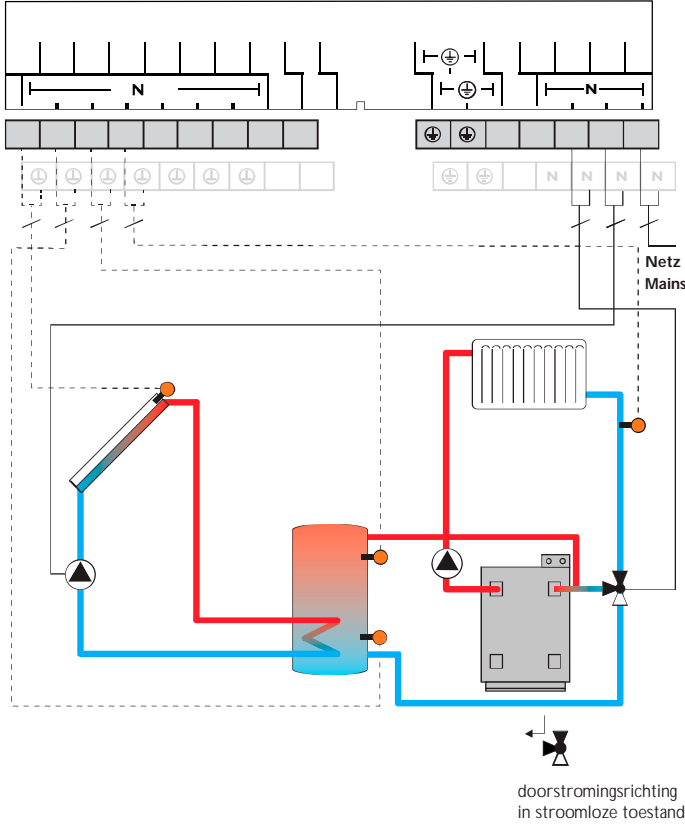 N
N
N N N N
Netz
Mains
doorstromingsrichting
in stroomloze toestand